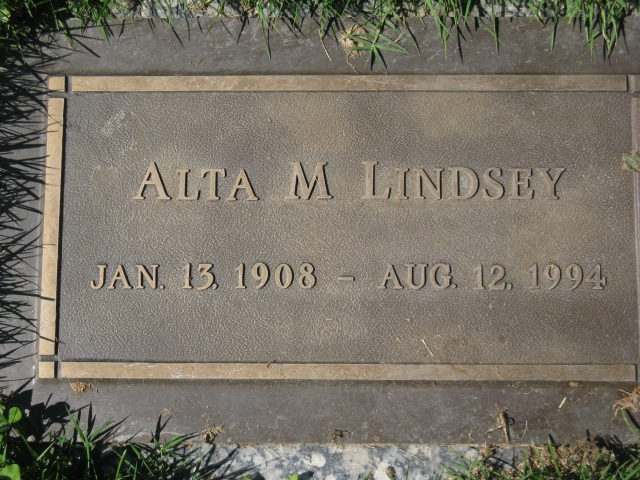 ALTA M LINDSEY
JAN. 13, 1908 – AUG. 12, 1994